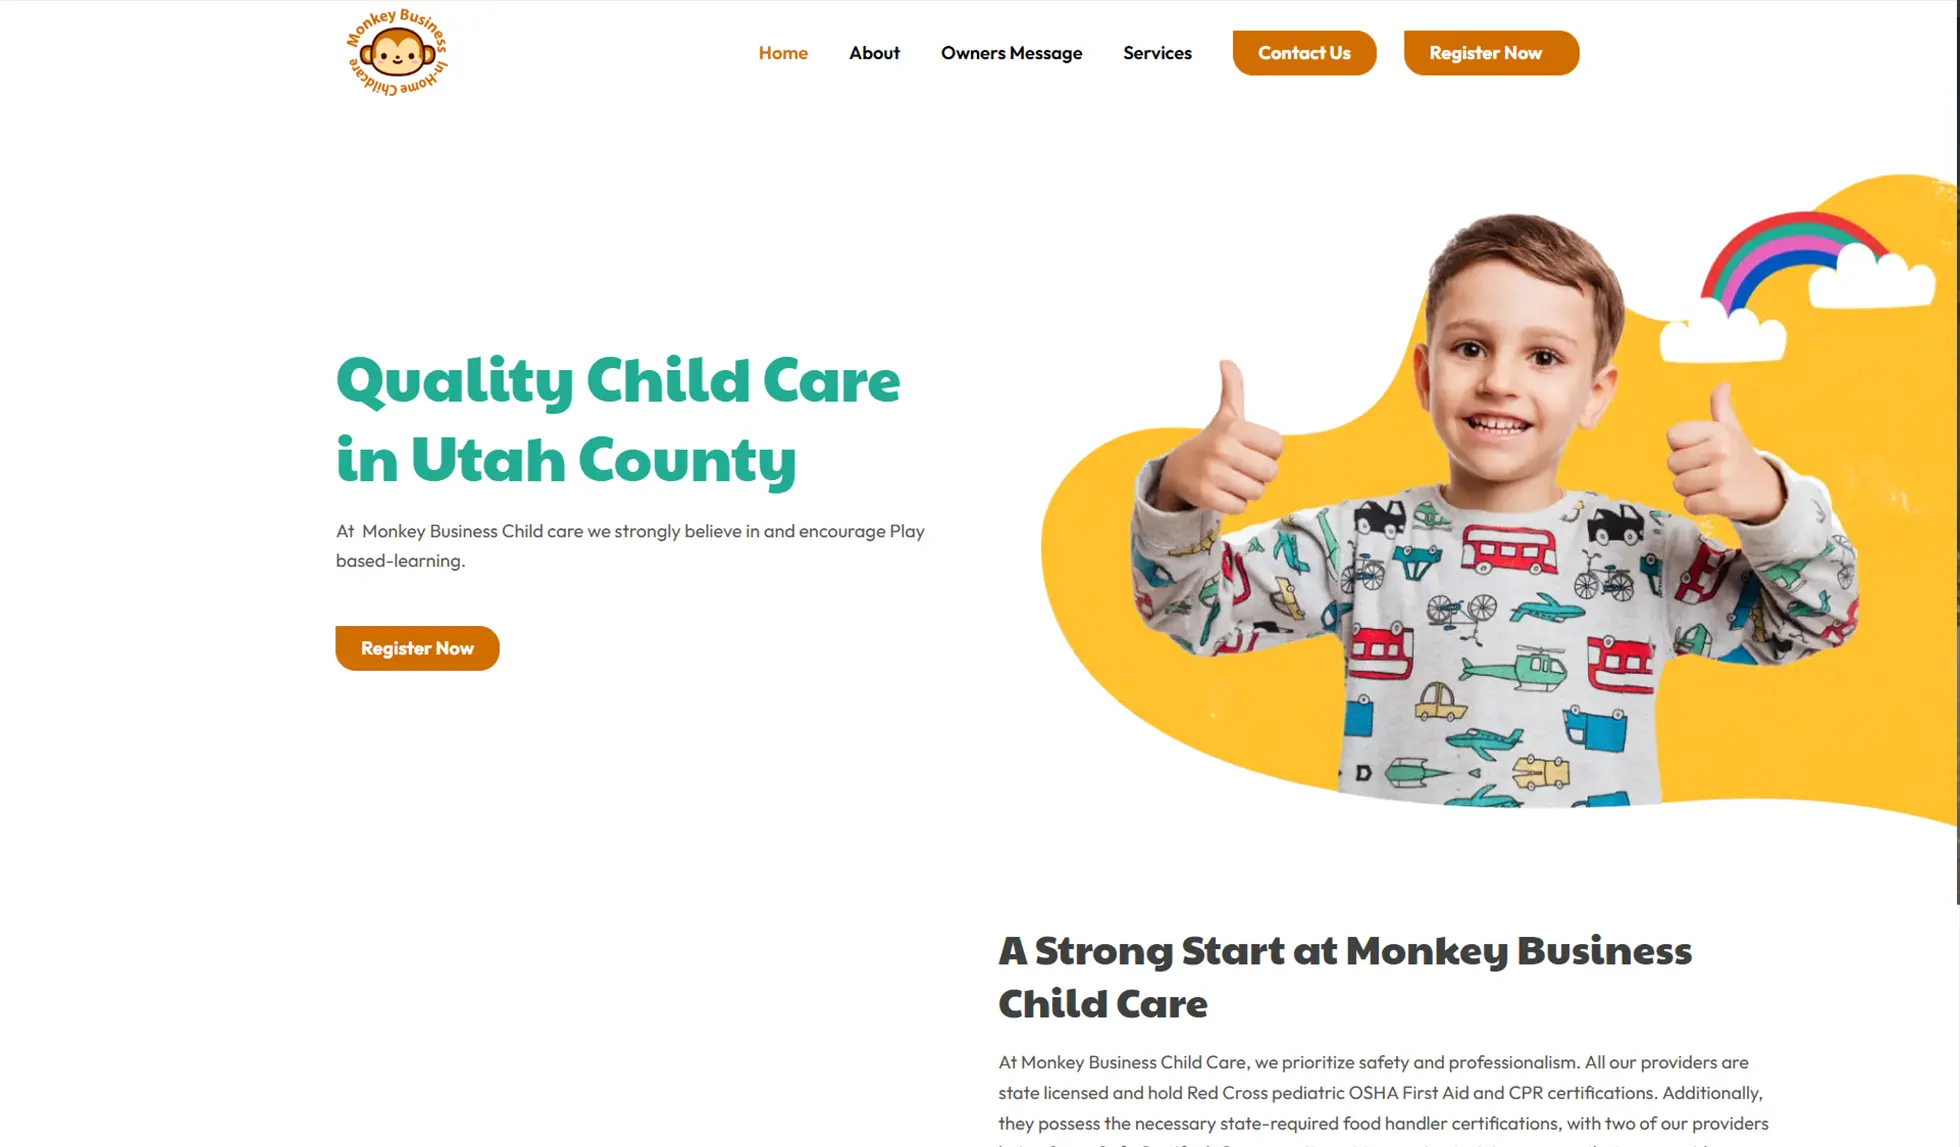 Monkey Business
In-Home Childcare
Home
About
Owners Message
Services
Contact Us
Register Now
Quality Child Care
in Utah County
At  Monkey Business Child care we strongly believe in and encourage Play
based-learning.
Register Now
A Strong Start at Monkey Business
Child Care
At Monkey Business Child Care, we prioritize safety and professionalism. All our providers are
state licensed and hold Red Cross pediatric OSHA First Aid and CPR certifications. Additionally,
they possess the necessary state-required food handler certifications, with two of our providers